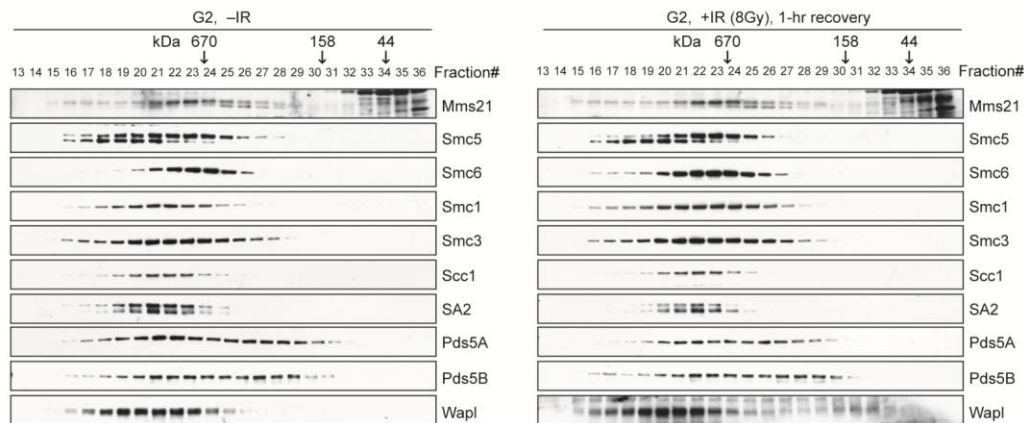 G2, –IR
kDa 670 158 44
13 14 15 16 17 18 19 20 21 22 23 24 25 26 27 28 29 30 31 32 33 34 35 36 Fraction#
Mms21
Smc5
Smc6
Smc1
Smc3
Scc1
SA2
Pds5A
Pds5B
Wapl
G2, +IR (8Gy), 1-hr recovery
kDa 670 158 44
13 14 15 16 17 18 19 20 21 22 23 24 25 26 27 28 29 30 31 32 33 34 35 36 Fraction#
Mms21
Smc5
Smc6
Smc1
Smc3
Scc1
SA2
Pds5A
Pds5B
Wapl